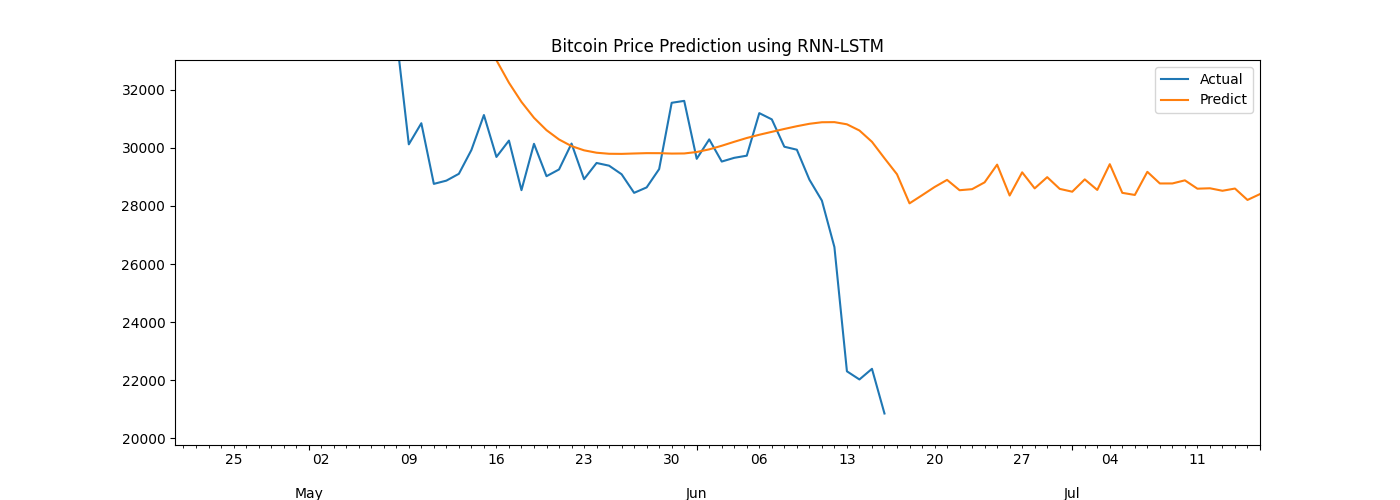 Bitcoin Price Prediction using RNN-LSTM
Actual
Predict
32000
30000
28000
26000
24000
22000
20000
25 02 09 16 23 30 06 13 20 27 04 11
May Jun Jul